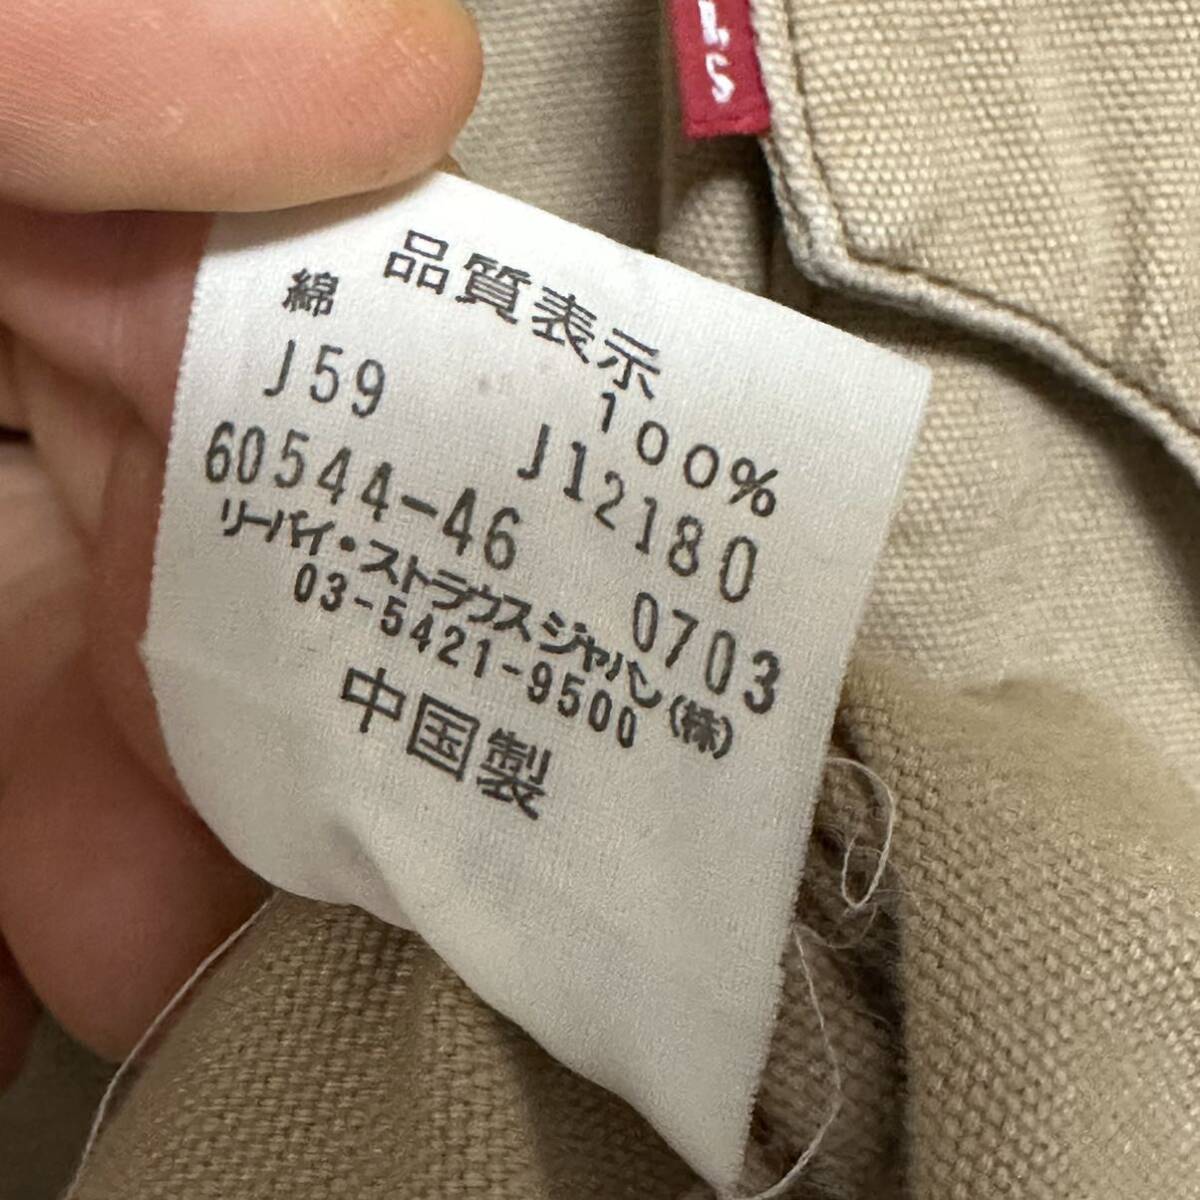 LS
品質表示
綿 100%
J59 J12180
60544-46 0703
リーバイ・ストラウス ジャパン(株)
03-5421-9500
中国製